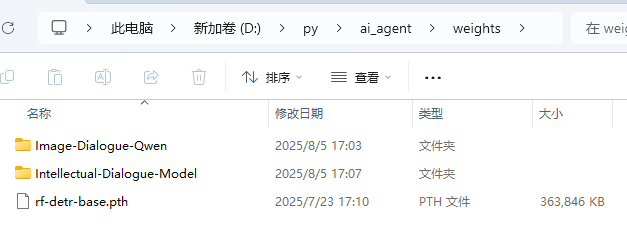 此电脑 > 新加卷 (D:) > py > ai_agent > weights > 在 wei
排序 查看 ...
名称 修改日期 类型 大小
Image-Dialogue-Qwen 2025/8/5 17:03 文件夹
Intellectual-Dialogue-Model 2025/8/5 17:07 文件夹
rf-detr-base.pth 2025/7/23 17:10 PTH 文件 363,846 KB